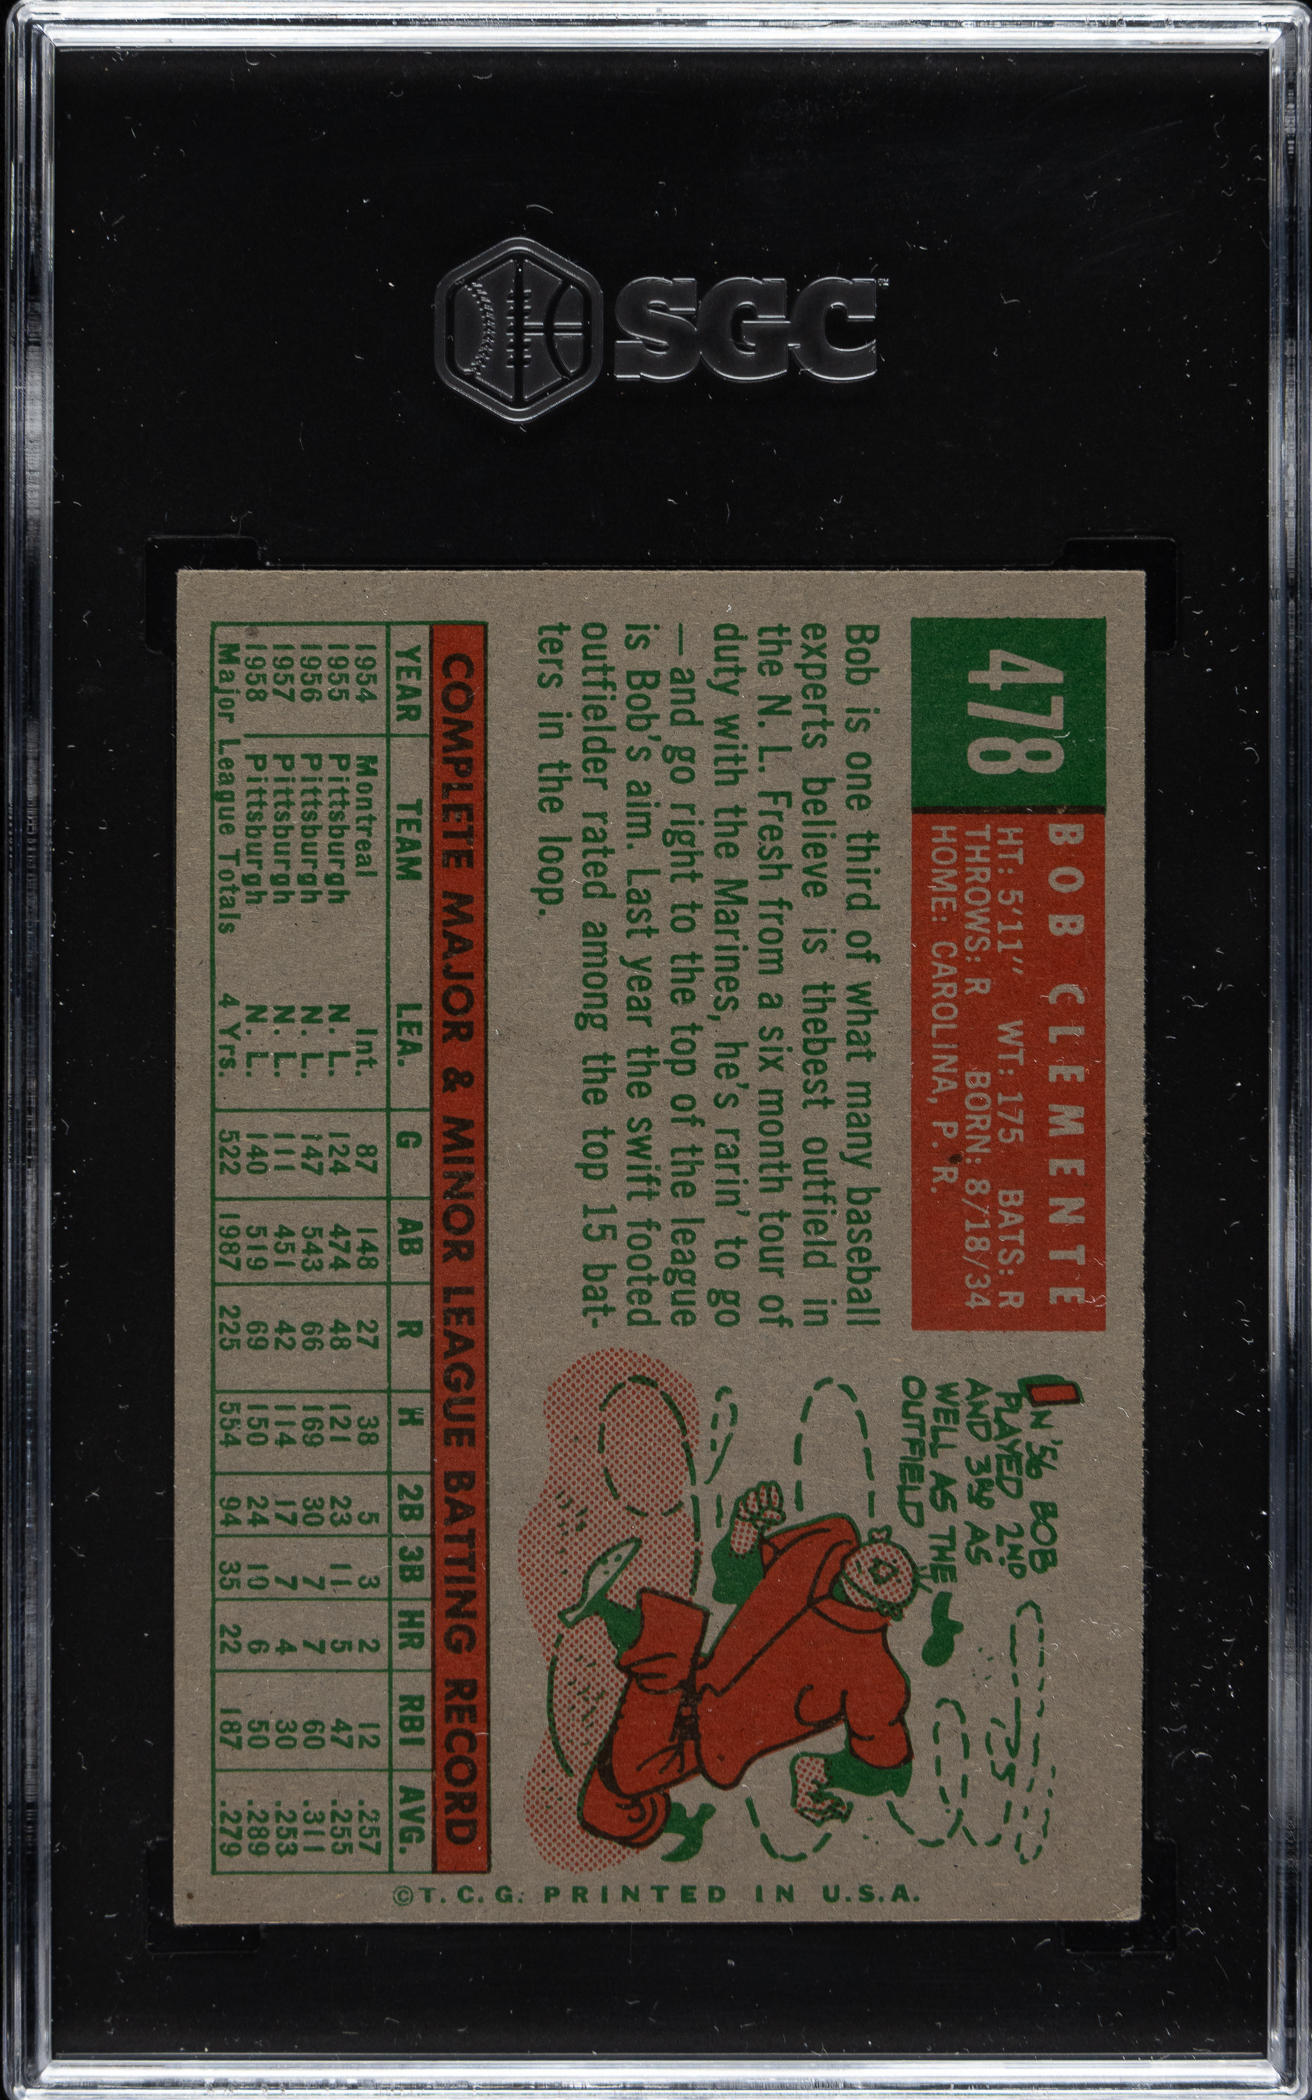 SGC
478
BOB CLEMENTE
HT: 5'11" WT: 175 BATS: R
THROWS: R BORN: 8/18/34
HOME: CAROLINA, P. R.
Bob is one third of what many baseball
experts believe is thebest outfield in
the N. L. Fresh from a six month tour of
duty with the Marines, he's rarin' to go
—and go right to the top of the league
is Bob's aim. Last year the swift footed
outfielder rated among the top 15 bat-
ters in the loop.
IN '56 BOB
PLAYED 2ND
AND 3RD AS
WELL AS THE
OUTFIELD
COMPLETE MAJOR & MINOR LEAGUE BATTING RECORD
YEAR TEAM LEA. G AB R H 2B 3B HR RBI AVG.
1954 Montreal Int. 87 148 27 38 5 3 2 12 .257
1955 Pittsburgh N. L. 124 474 48 121 23 11 5 47 .255
1956 Pittsburgh N. L. 147 543 66 169 30 7 7 60 .311
1957 Pittsburgh N. L. 111 451 42 114 17 7 4 30 .253
1958 Pittsburgh N. L. 140 519 69 150 24 10 6 50 .289
Major League Totals 4 Yrs. 522 1987 225 554 94 35 22 187 .279
©T. C. G. PRINTED IN U.S.A.